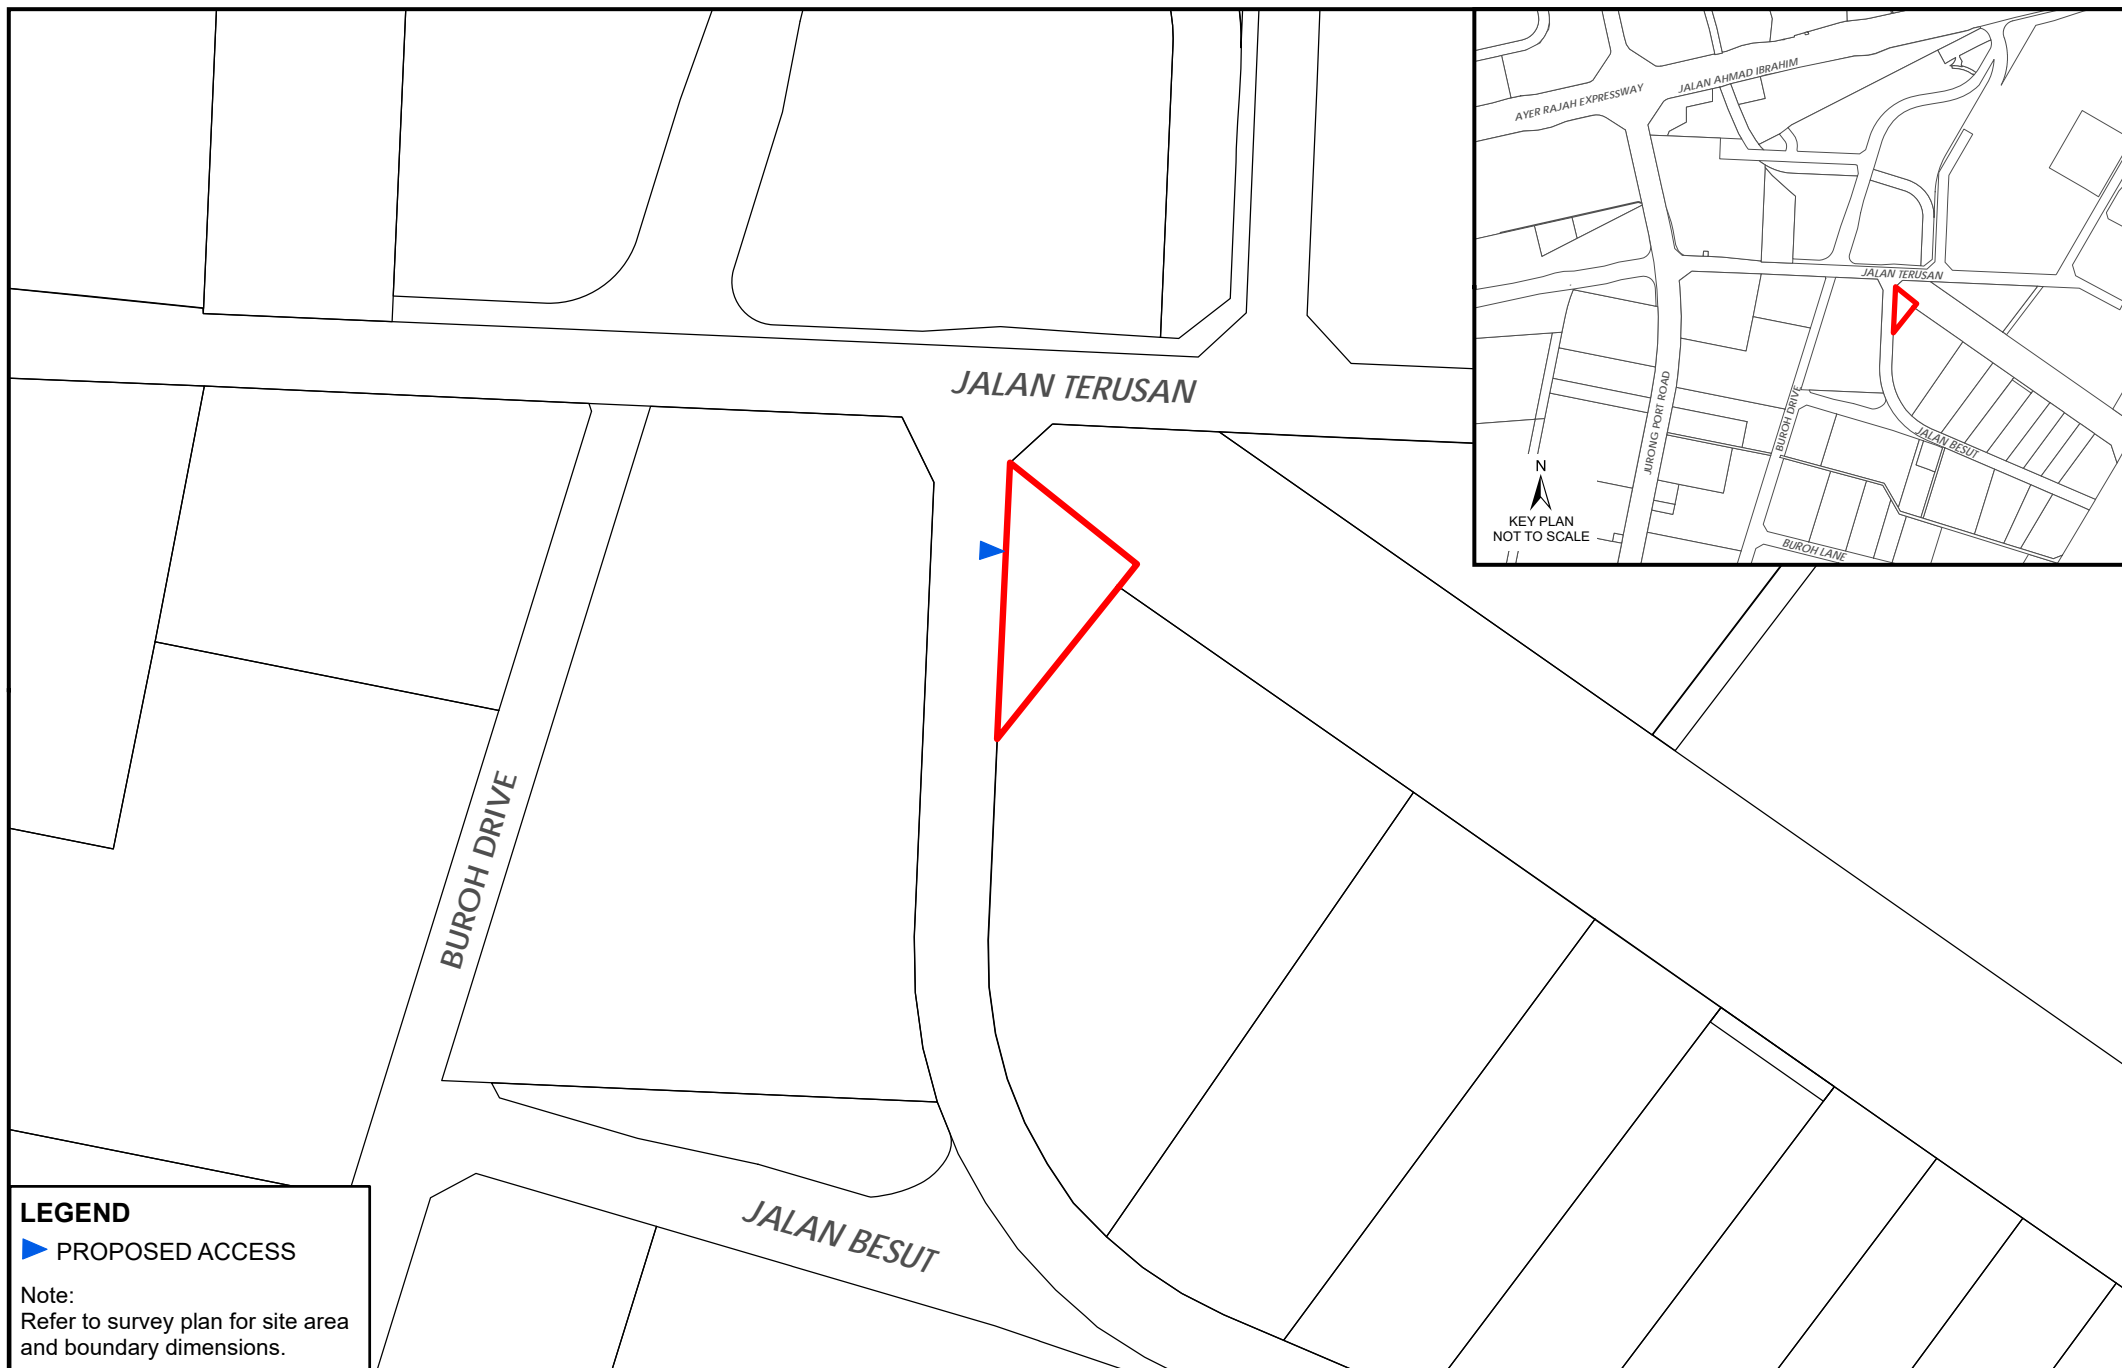 AYER RAJAH EXPRESSWAY
JALAN AHMAD IBRAHIM
JALAN TERUSAN
JURONG PORT ROAD
BUROH DRIVE
JALAN BESUT
BUROH LANE
N
KEY PLAN
NOT TO SCALE
JALAN TERUSAN
BUROH DRIVE
JALAN BESUT
LEGEND
PROPOSED ACCESS
Note:
Refer to survey plan for site area
and boundary dimensions.